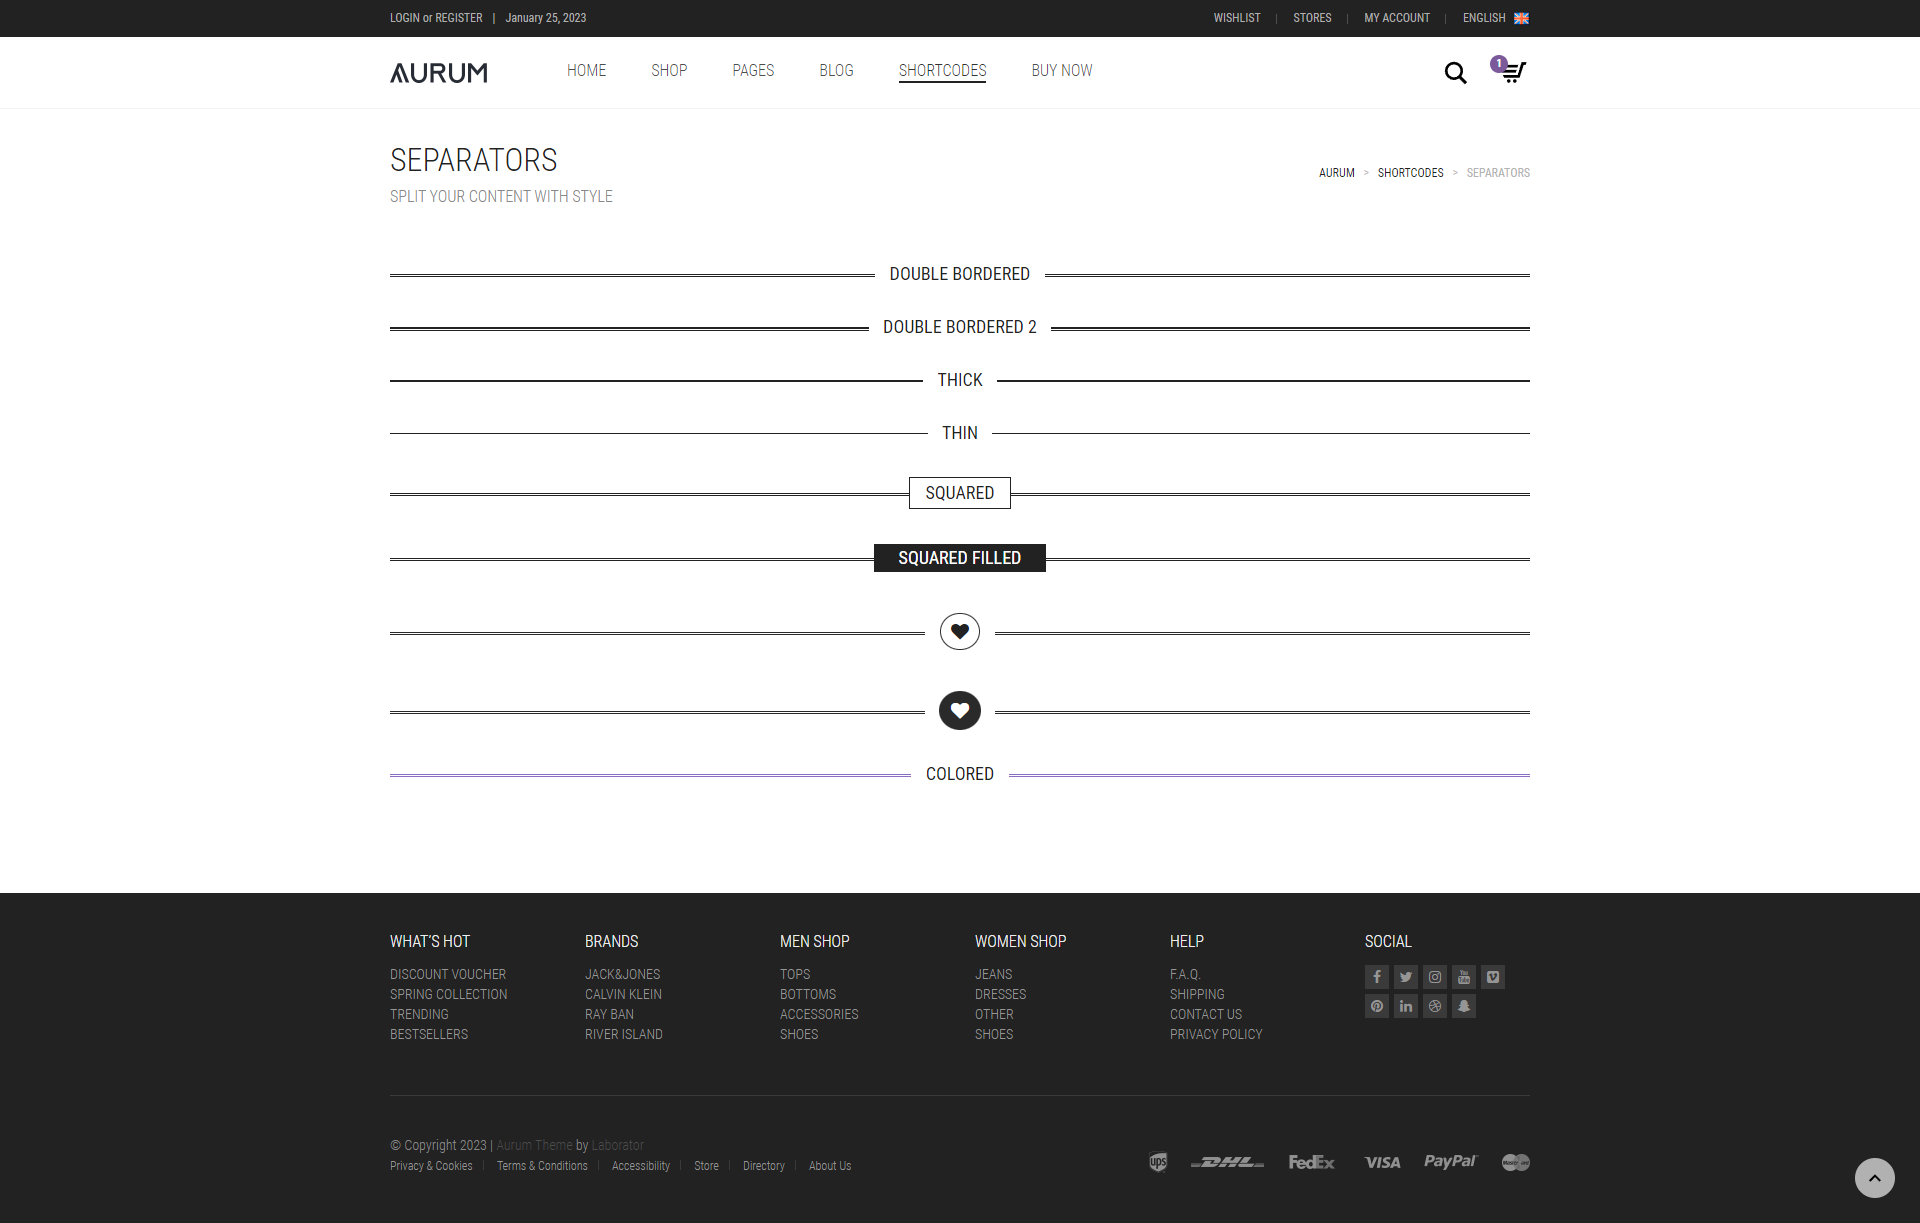 LOGIN or REGISTER | January 25, 2023
WISHLIST | STORES | MY ACCOUNT | ENGLISH
AURUM
HOME SHOP PAGES BLOG SHORTCODES BUY NOW
1
SEPARATORS
SPLIT YOUR CONTENT WITH STYLE
AURUM > SHORTCODES > SEPARATORS
DOUBLE BORDERED
DOUBLE BORDERED 2
THICK
THIN
SQUARED
SQUARED FILLED
COLORED
WHAT'S HOT
DISCOUNT VOUCHER
SPRING COLLECTION
TRENDING
BESTSELLERS
BRANDS
JACK&JONES
CALVIN KLEIN
RAY BAN
RIVER ISLAND
MEN SHOP
TOPS
BOTTOMS
ACCESSORIES
SHOES
WOMEN SHOP
JEANS
DRESSES
OTHER
SHOES
HELP
F.A.Q.
SHIPPING
CONTACT US
PRIVACY POLICY
SOCIAL
You Tube
© Copyright 2023 | Aurum Theme by Laborator
Privacy & Cookies | Terms & Conditions | Accessibility | Store | Directory | About Us
ups DHL FedEx VISA PayPal MasterCard